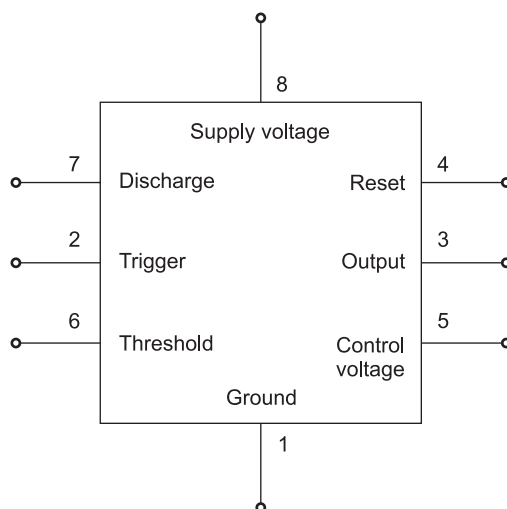 8
Supply voltage
7
Discharge
Reset
4
2
Trigger
Output
3
6
Threshold
Control
voltage
5
Ground
1